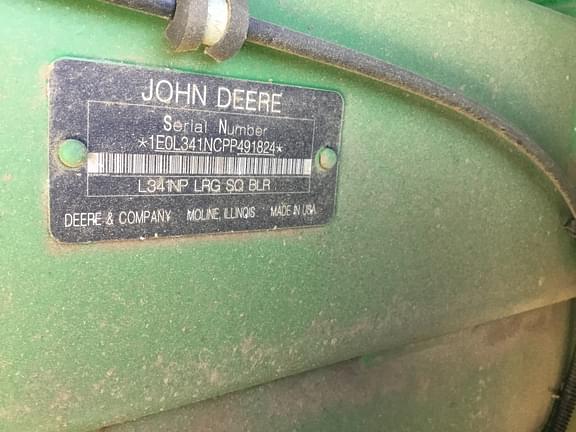 JOHN DEERE
Serial Number
*1E0L341NCPP491824*
L341NP LRG SQ BLR
DEERE & COMPANY MOLINE, ILLINOIS MADE IN USA